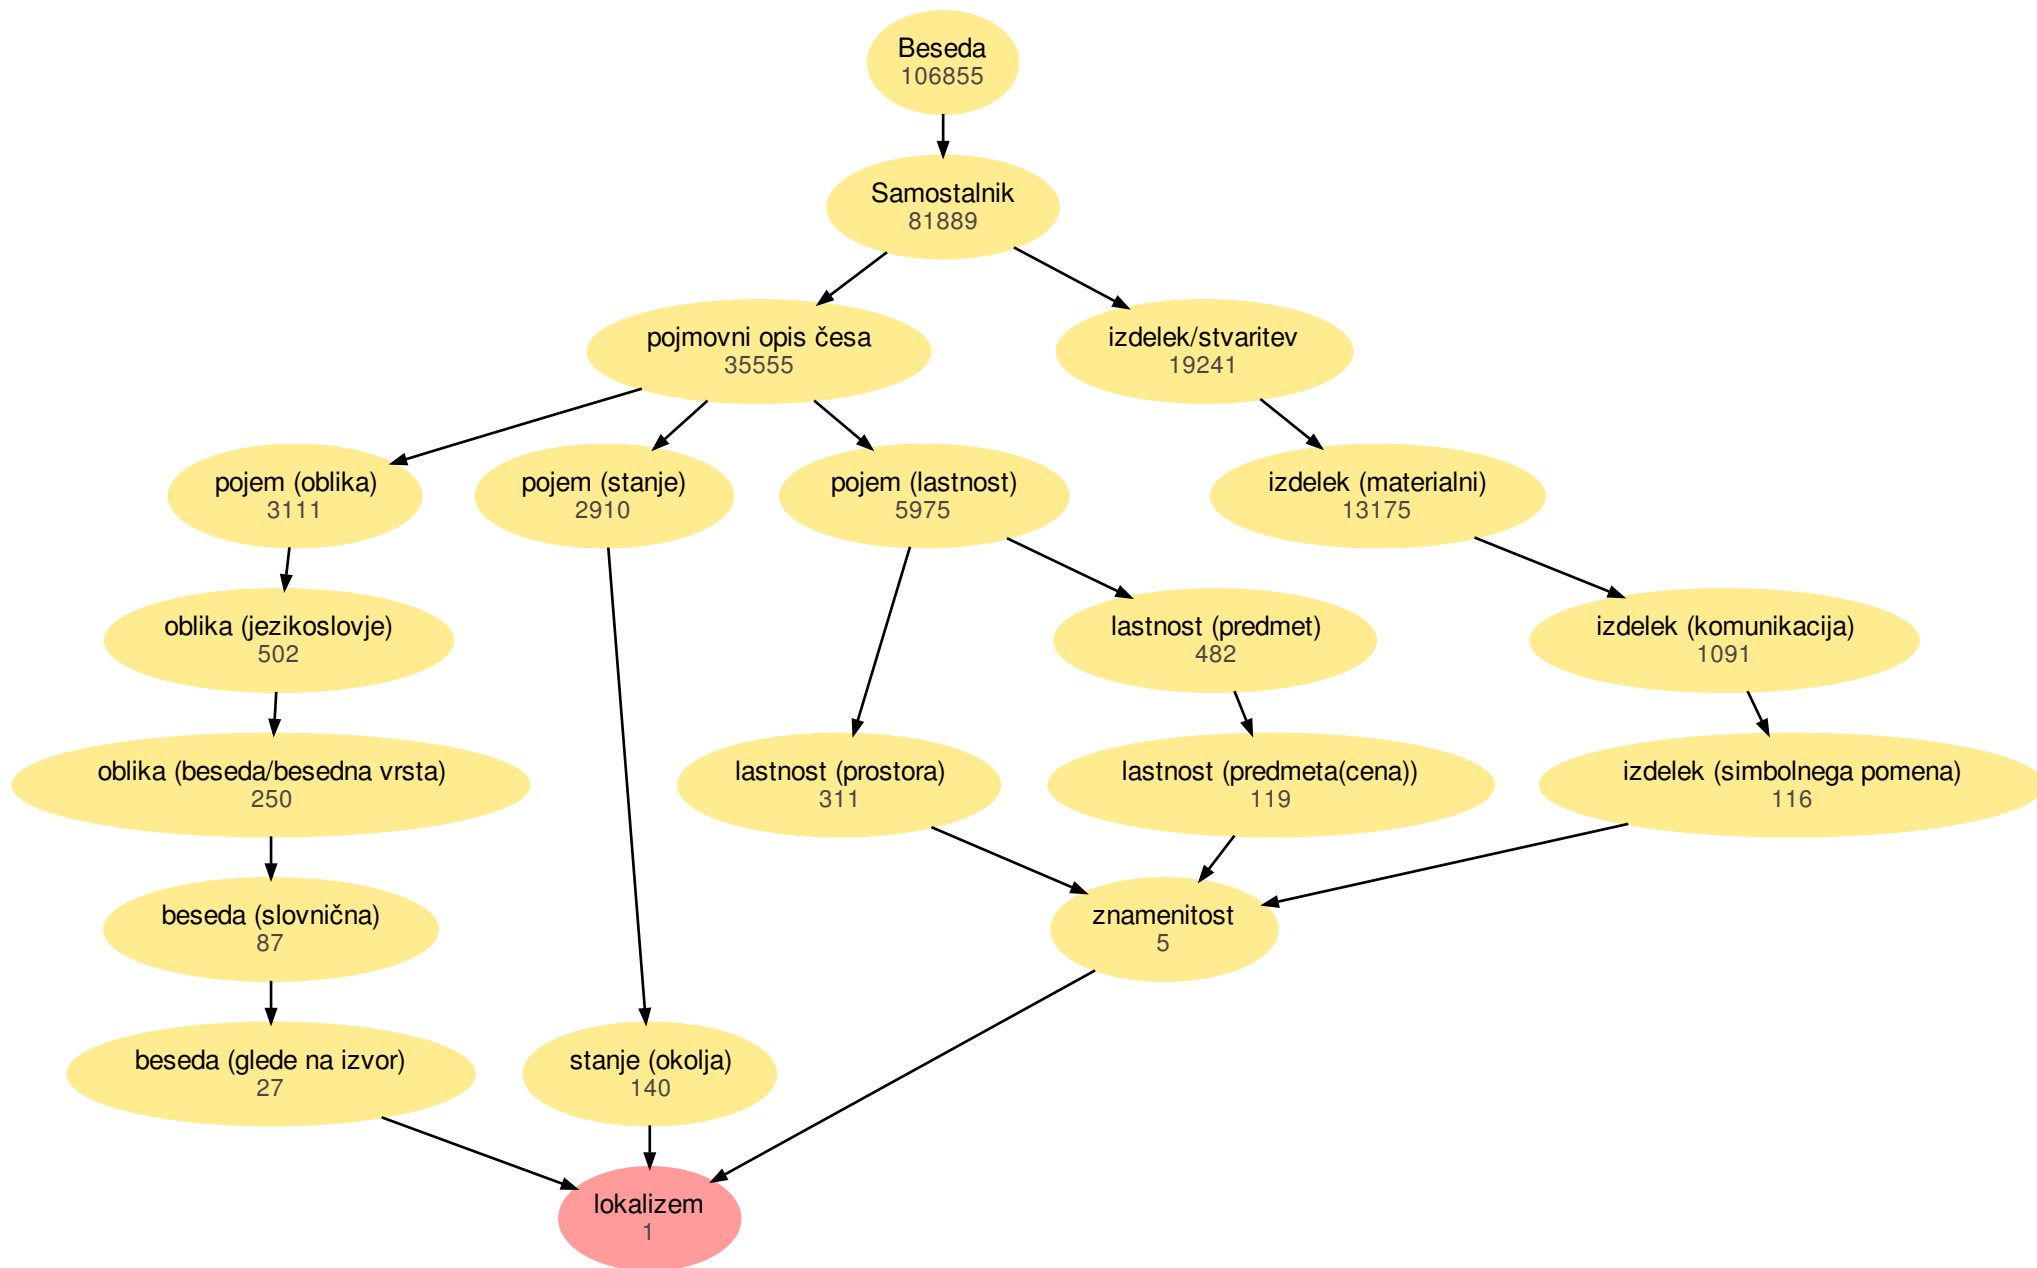 Beseda
106855
Samostalnik
81889
pojmovni opis česa
35555
izdelek/stvaritev
19241
pojem (oblika)
3111
pojem (stanje)
2910
pojem (lastnost)
5975
izdelek (materialni)
13175
oblika (jezikoslovje)
502
lastnost (predmet)
482
izdelek (komunikacija)
1091
oblika (beseda/besedna vrsta)
250
lastnost (prostora)
311
lastnost (predmeta(cena))
119
izdelek (simbolnega pomena)
116
beseda (slovnična)
87
znamenitost
5
beseda (glede na izvor)
27
stanje (okolja)
140
lokalizem
1